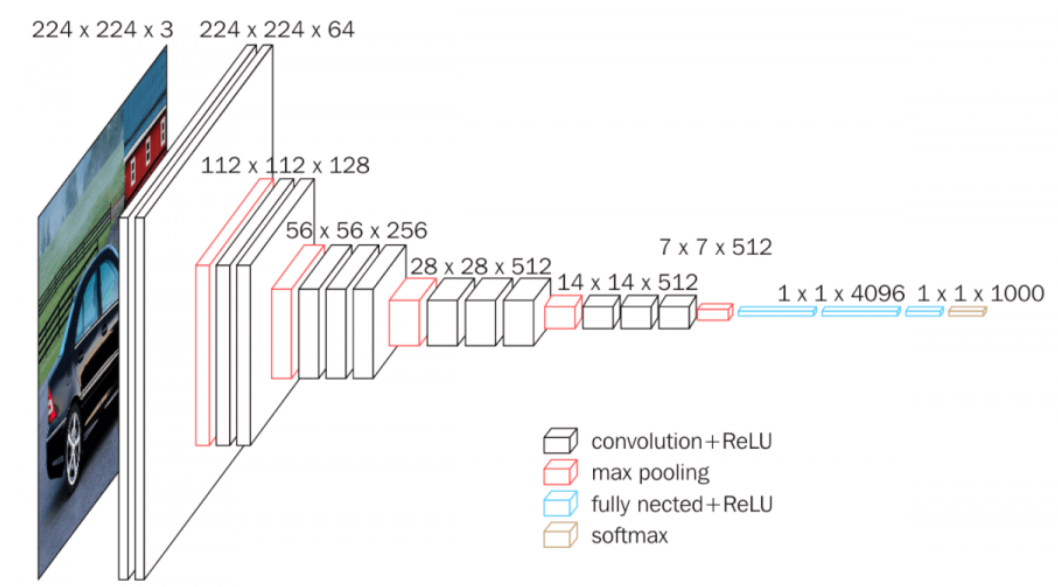 224 x 224 x 3
224 x 224 x 64
112 x 112 x 128
56 x 56 x 256
28 x 28 x 512
14 x 14 x 512
7 x 7 x 512
1 x 1 x 4096
1 x 1 x 1000
convolution+ReLU
max pooling
fully nected+ReLU
softmax